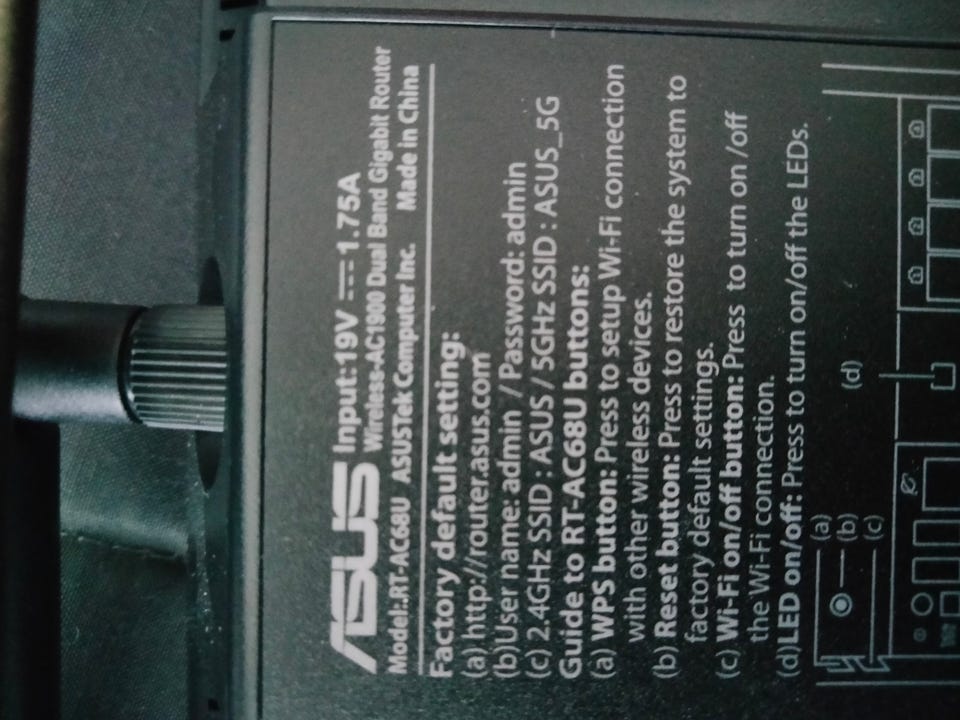 ASUS Input:19V ⎓ 1.75A
Wireless-AC1900 Dual Band Gigabit Router
Model:.RT-AC68U ASUSTek Computer Inc. Made in China
Factory default setting:
(a) http://router.asus.com
(b)User name: admin / Password: admin
(c) 2.4GHz SSID : ASUS / 5GHz SSID : ASUS_5G
Guide to RT-AC68U buttons:
(a) WPS button: Press to setup Wi-Fi connection
with other wireless devices.
(b) Reset button: Press to restore the system to
factory default settings.
(c) Wi-Fi on/off button: Press to turn on /off
the Wi-Fi connection.
(d)LED on/off: Press to turn on/off the LEDs.
(a)
(b)
(c)
(d)
1 2 3 4